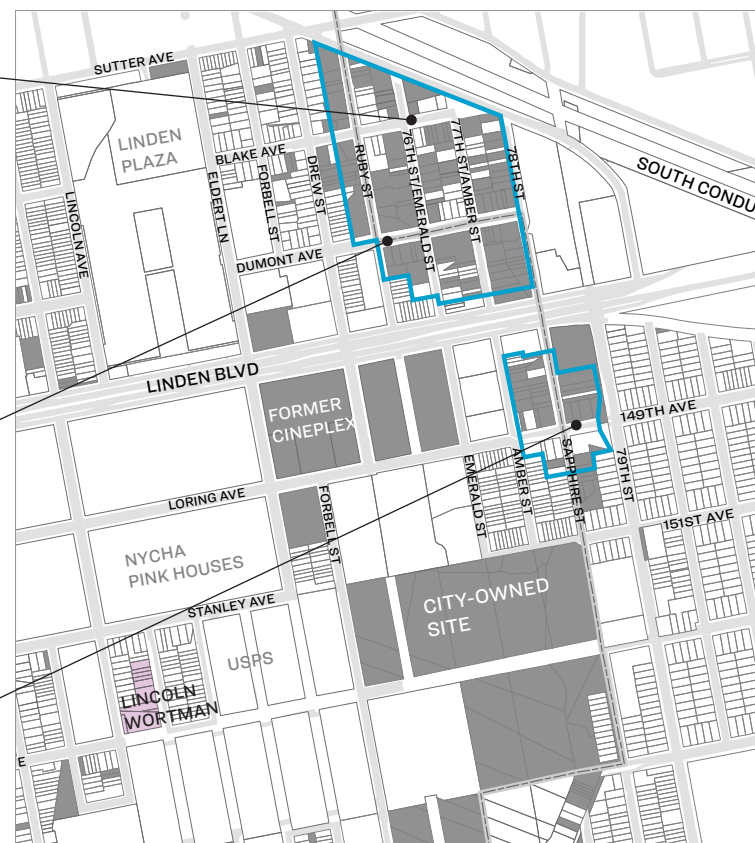 SUTTER AVE
LINDEN
PLAZA
BLAKE AVE
LINCOLN AVE
ELDERT LN
FORBELL ST
DREW ST
RUBY ST
76TH ST/EMERALD ST
77TH ST/AMBER ST
78TH ST
SOUTH CONDU
DUMONT AVE
LINDEN BLVD
FORMER
CINEPLEX
149TH AVE
LORING AVE
FORBELL ST
EMERALD ST
AMBER ST
SAPPHIRE ST
79TH ST
151ST AVE
NYCHA
PINK HOUSES
CITY-OWNED
SITE
STANLEY AVE
USPS
LINCOLN
WORTMAN
E